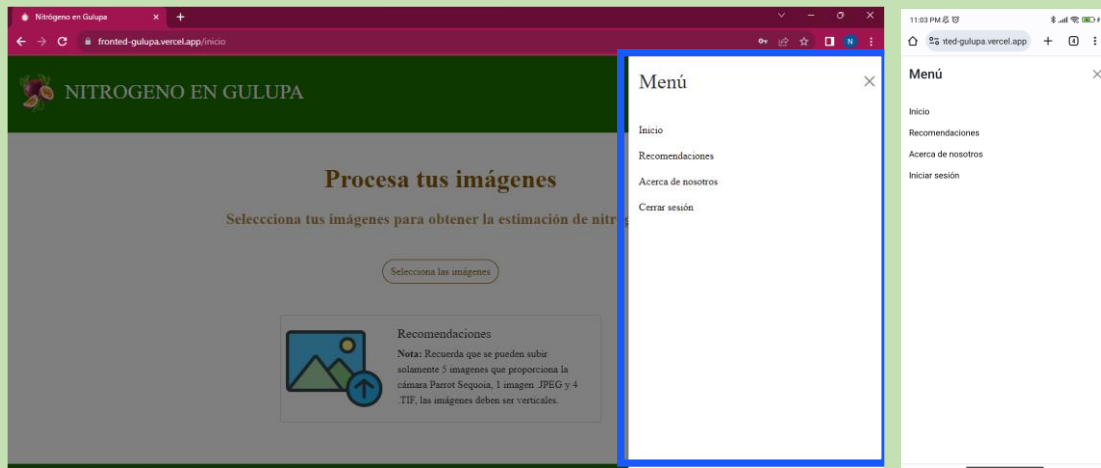 Nitrógeno en Gulupa
fronted-gulupa.vercel.app/inicio
N
NITROGENO EN GULUPA
Procesa tus imágenes
Seleccciona tus imágenes para obtener la estimación de nitr
Selecciona las imágenes
Recomendaciones
Nota: Recuerda que se pueden subir
solamente 5 imagenes que proporciona la
cámara Parrot Sequoia, 1 imagen .JPEG y 4
.TIF, las imágenes deben ser verticales.
Menú
Inicio
Recomendaciones
Acerca de nosotros
Cerrar sesión
11:03 PM
nted-gulupa.vercel.app
4
Menú
Inicio
Recomendaciones
Acerca de nosotros
Iniciar sesión